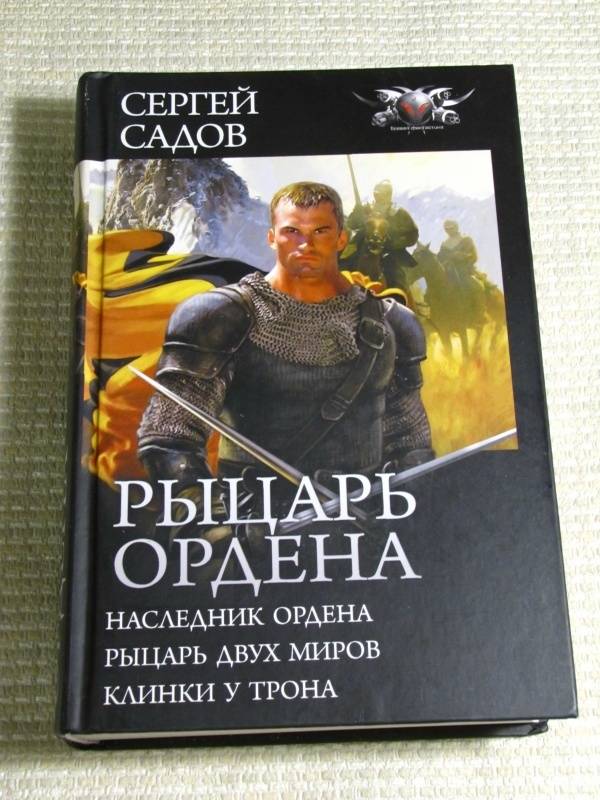 СЕРГЕЙ
САДОВ
РЫЦАРЬ
ОРДЕНА
НАСЛЕДНИК ОРДЕНА
РЫЦАРЬ ДВУХ МИРОВ
КЛИНКИ У ТРОНА